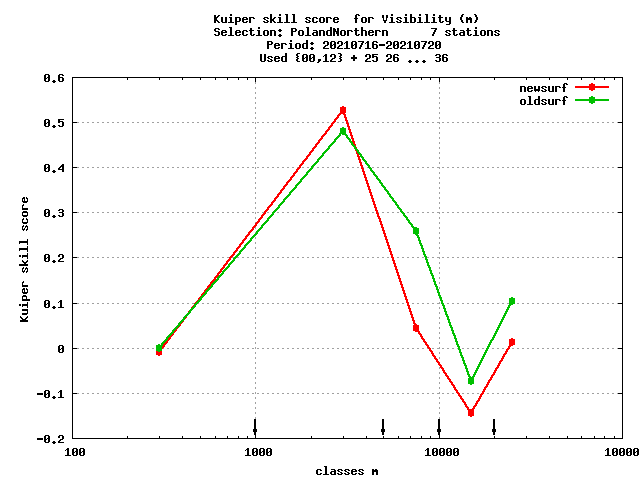 Kuiper skill score  for Visibility (m)
Selection: PolandNorthern      7 stations
Period: 20210716-20210720
Used {00,12} + 25 26 ... 36
newsurf
oldsurf
0.6
0.5
0.4
0.3
0.2
0.1
0
-0.1
-0.2
Kuiper skill score
100 1000 10000 10000
classes m